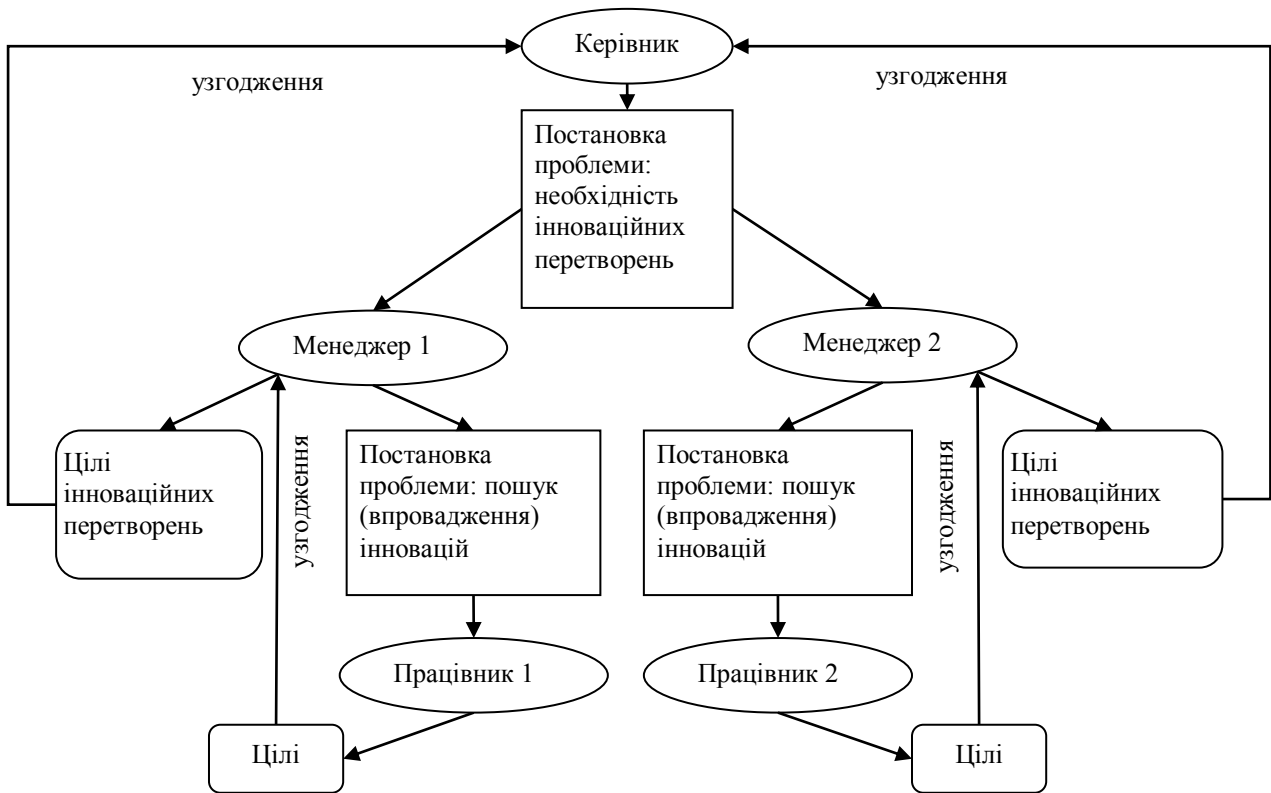 Керівник
узгодження
узгодження
Постановка
проблеми:
необхідність
інноваційних
перетворень
Менеджер 1
Менеджер 2
Цілі
інноваційних
перетворень
узгодження
Постановка
проблеми: пошук
(впровадження)
інновацій
Постановка
проблеми: пошук
(впровадження)
інновацій
узгодження
Цілі
інноваційних
перетворень
Працівник 1
Працівник 2
Цілі
Цілі